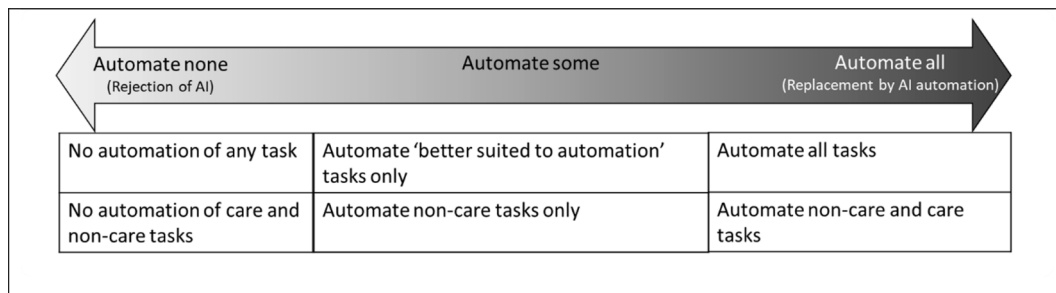 Automate none
(Rejection of AI)
Automate some
Automate all
(Replacement by AI automation)
No automation of any task
Automate ‘better suited to automation’
tasks only
Automate all tasks
No automation of care and
non-care tasks
Automate non-care tasks only
Automate non-care and care
tasks